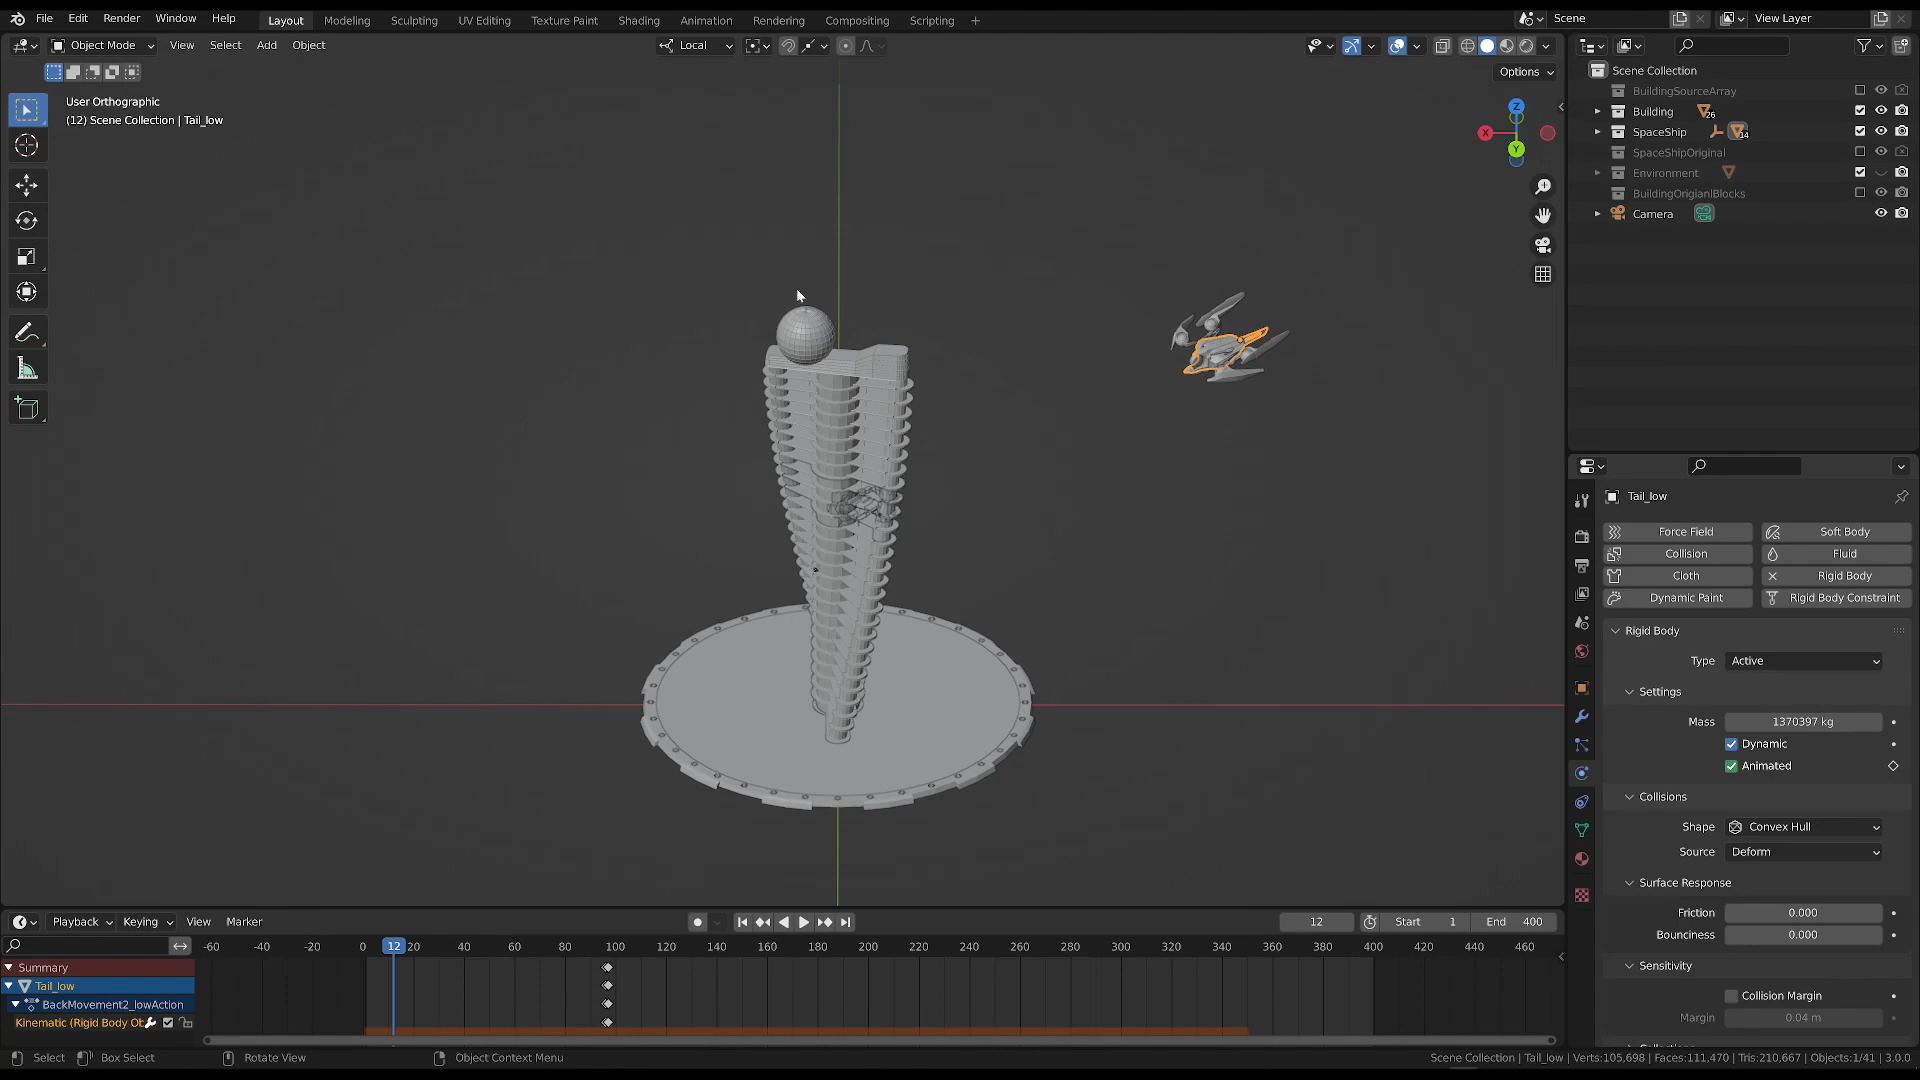 File Edit Render Window Help Layout Modeling Sculpting UV Editing Texture Paint Shading Animation Rendering Compositing Scripting + Scene View Layer
Object Mode View Select Add Object Local
Options
User Orthographic
(12) Scene Collection | Tail_low
Z
X
Y
Scene Collection
BuildingSourceArray
Building 26
SpaceShip 14
SpaceShipOriginal
Environment
BuildingOrigianlBlocks
Camera
Tail_low
Force Field Soft Body
Collision Fluid
Cloth Rigid Body
Dynamic Paint Rigid Body Constraint
Rigid Body
Type Active
Settings
Mass 1370397 kg
Dynamic
Animated
Collisions
Shape Convex Hull
Source Deform
Surface Response
Friction 0.000
Bounciness 0.000
Sensitivity
Collision Margin
Margin 0.04 m
Playback Keying View Marker 12 Start 1 End 400
-60 -40 -20 0 12 20 40 60 80 100 120 140 160 180 200 220 240 260 280 300 320 340 360 380 400 420 440 460
Summary
Tail_low
BackMovement2_lowAction
Kinematic (Rigid Body Ob
Select Box Select Rotate View Object Context Menu Scene Collection | Tail_low | Verts:105,698 | Faces:111,470 | Tris:210,667 | Objects:1/41 | 3.0.0